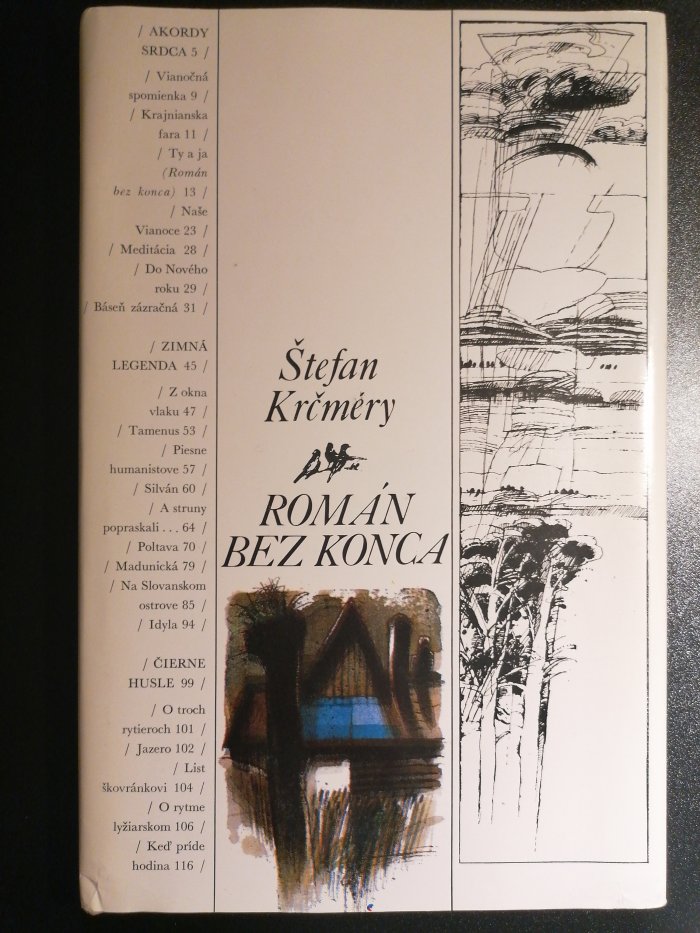 / AKORDY
SRDCA 5 /
/ Vianočná
spomienka 9 /
/ Krajnianska
fara 11 /
/ Ty a ja
(Román
bez konca) 13 /
/ Naše
Vianoce 23 /
/ Meditácia 28 /
/ Do Nového
roku 29 /
/ Báseň zázračná 31 /
/ ZIMNÁ
LEGENDA 45 /
/ Z okna
vlaku 47 /
/ Tamenus 53 /
/ Piesne
humanistove 57 /
/ Silván 60 /
/ A struny
popraskali . . . 64 /
/ Poltava 70 /
/ Madunická 79 /
/ Na Slovanskom
ostrove 85 /
/ Idyla 94 /
/ ČIERNE
HUSLE 99 /
/ O troch
rytieroch 101 /
/ Jazero 102 /
/ List
škovránkovi 104 /
/ O rytme
lyžiarskom 106 /
/ Keď príde
hodina 116 /
Štefan
Krčméry
ROMÁN
BEZ KONCA